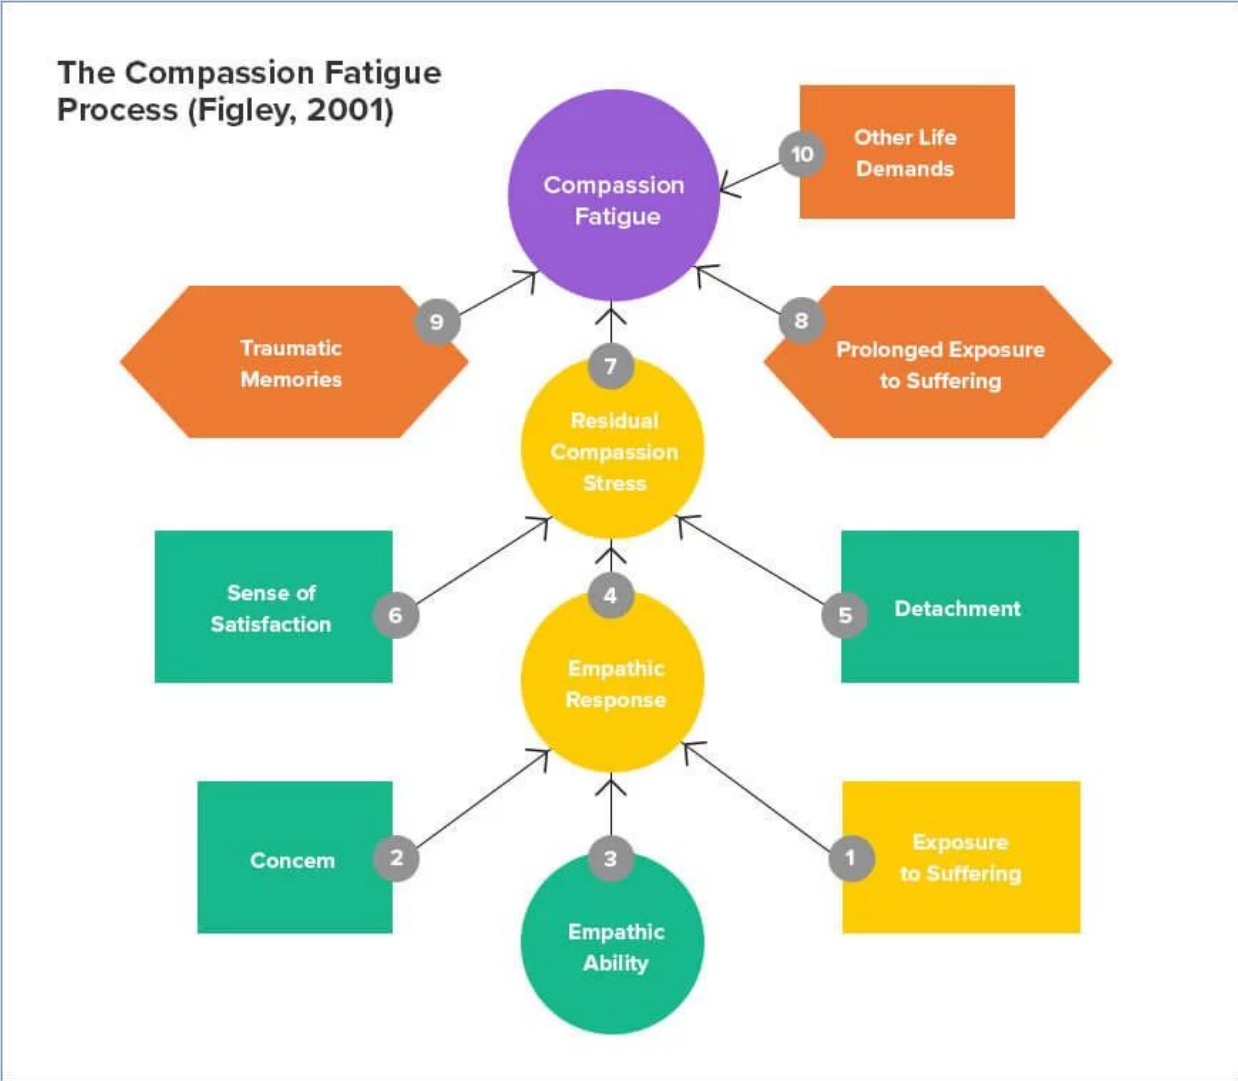 The Compassion Fatigue
Process (Figley, 2001)
Compassion
Fatigue
10
Other Life
Demands
9
Traumatic
Memories
8
Prolonged Exposure
to Suffering
7
Residual
Compassion
Stress
6
Sense of
Satisfaction
5
Detachment
4
Empathic
Response
2
Concem
3
Empathic
Ability
1
Exposure
to Suffering